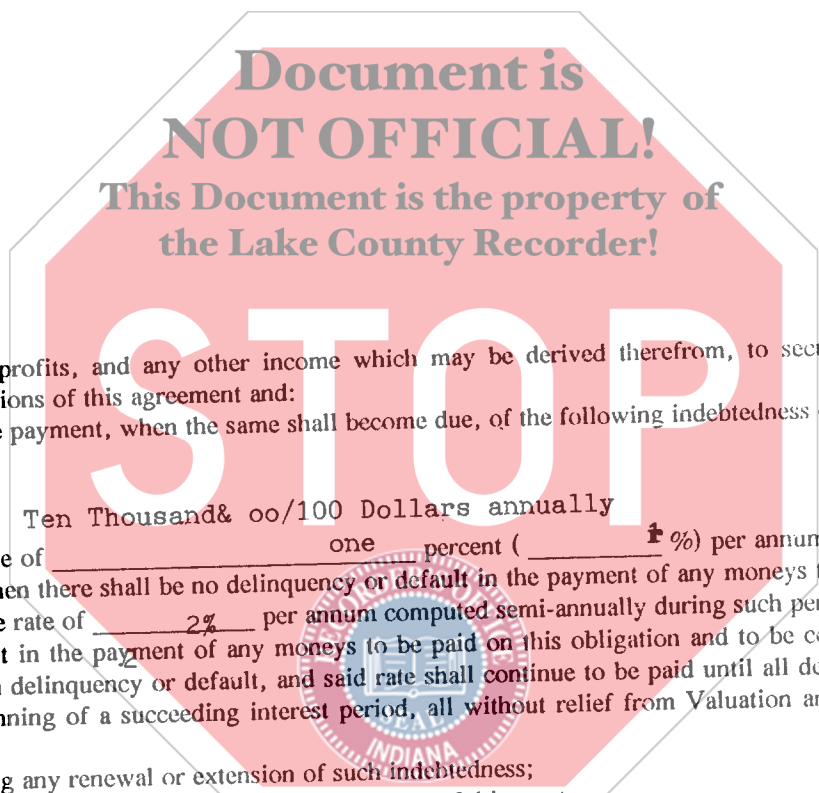 Document is
NOT OFFICIAL!
This Document is the property of
the Lake County Recorder!
STOP
profits, and any other income which may be derived therefrom, to sect
ions of this agreement and:
payment, when the same shall become due, of the following indebtedness
Ten Thousand& oo/100 Dollars annually
e of one percent ( 1 %) per annum
en there shall be no delinquency or default in the payment of any moneys t
e rate of 2% per annum computed semi-annually during such per
t in the payment of any moneys to be paid on this obligation and to be c
delinquency or default, and said rate shall continue to be paid until all d
nning of a succeeding interest period, all without relief from Valuation a
g any renewal or extension of such indebtedness;
SEAL
INDIANA